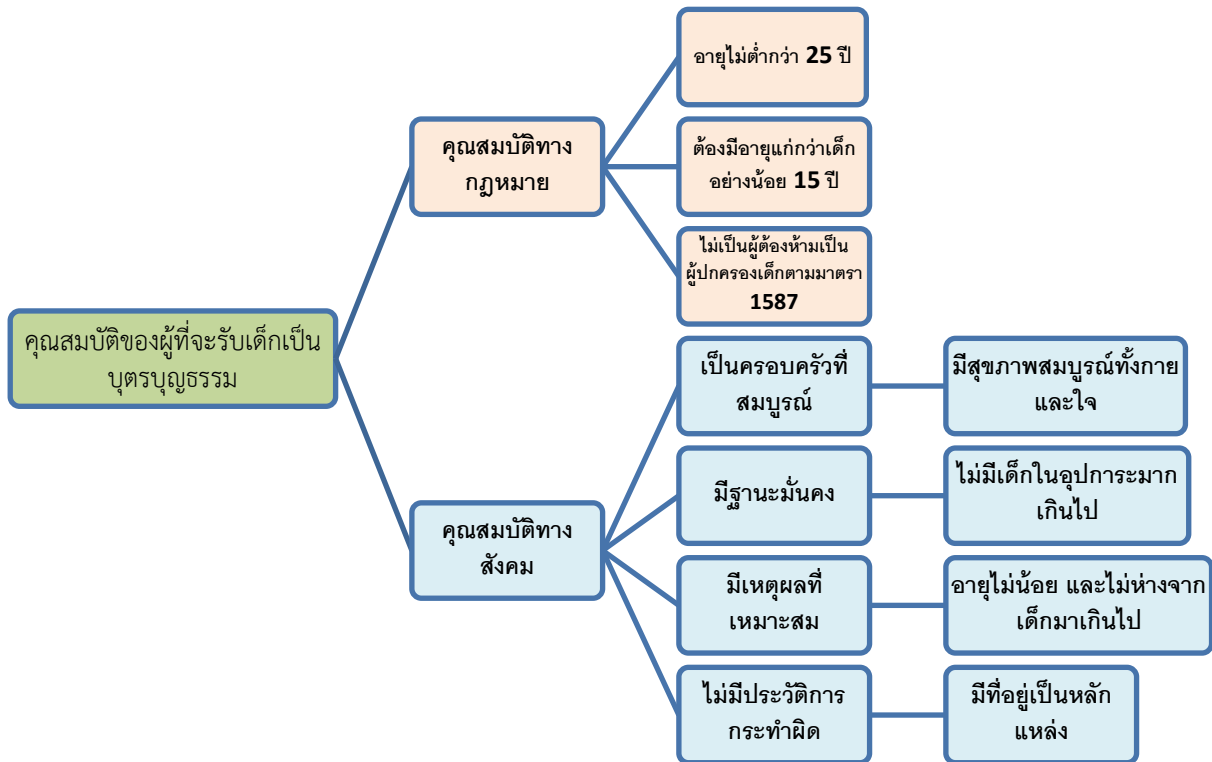 คุณสมบัติของผู้ที่จะรับเด็กเป็น
บุตรบุญธรรม
คุณสมบัติทาง
กฎหมาย
อายุไม่ต่ำกว่า 25 ปี
ต้องมีอายุแก่กว่าเด็ก
อย่างน้อย 15 ปี
ไม่เป็นผู้ต้องห้ามเป็น
ผู้ปกครองเด็กตามมาตรา
1587
คุณสมบัติทาง
สังคม
เป็นครอบครัวที่
สมบูรณ์
มีสุขภาพสมบูรณ์ทั้งกาย
และใจ
มีฐานะมั่นคง
ไม่มีเด็กในอุปการะมาก
เกินไป
มีเหตุผลที่
เหมาะสม
อายุไม่น้อย และไม่ห่างจาก
เด็กมาเกินไป
ไม่มีประวัติการ
กระทำผิด
มีที่อยู่เป็นหลัก
แหล่ง